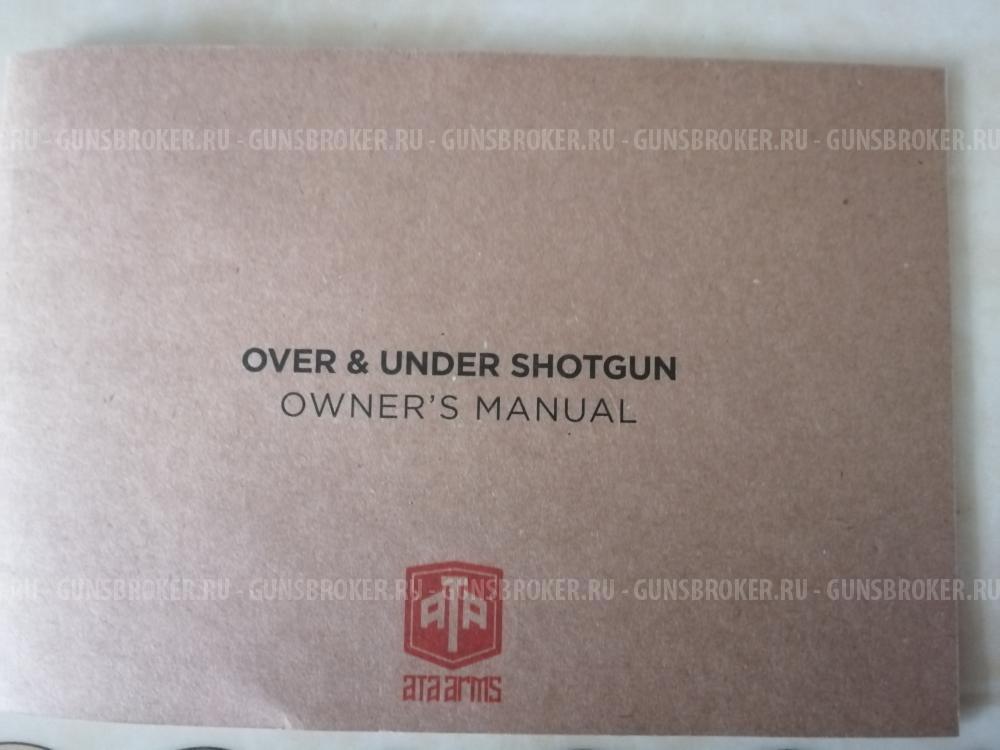 RU - GUNSBROKER.RU - GUNSBROKER.RU - GUNSBROKER.RU - GUNSBROKER.RU - GUNSBROKER.RU
OVER & UNDER SHOTGUN
OWNER'S MANUAL
RU - GUNSBROKER.RU - GUNSBROKER.RU - GUNSBROKER.RU - GUNSBROKER.RU - GUNSBROKER.RU
ATA
ata arms